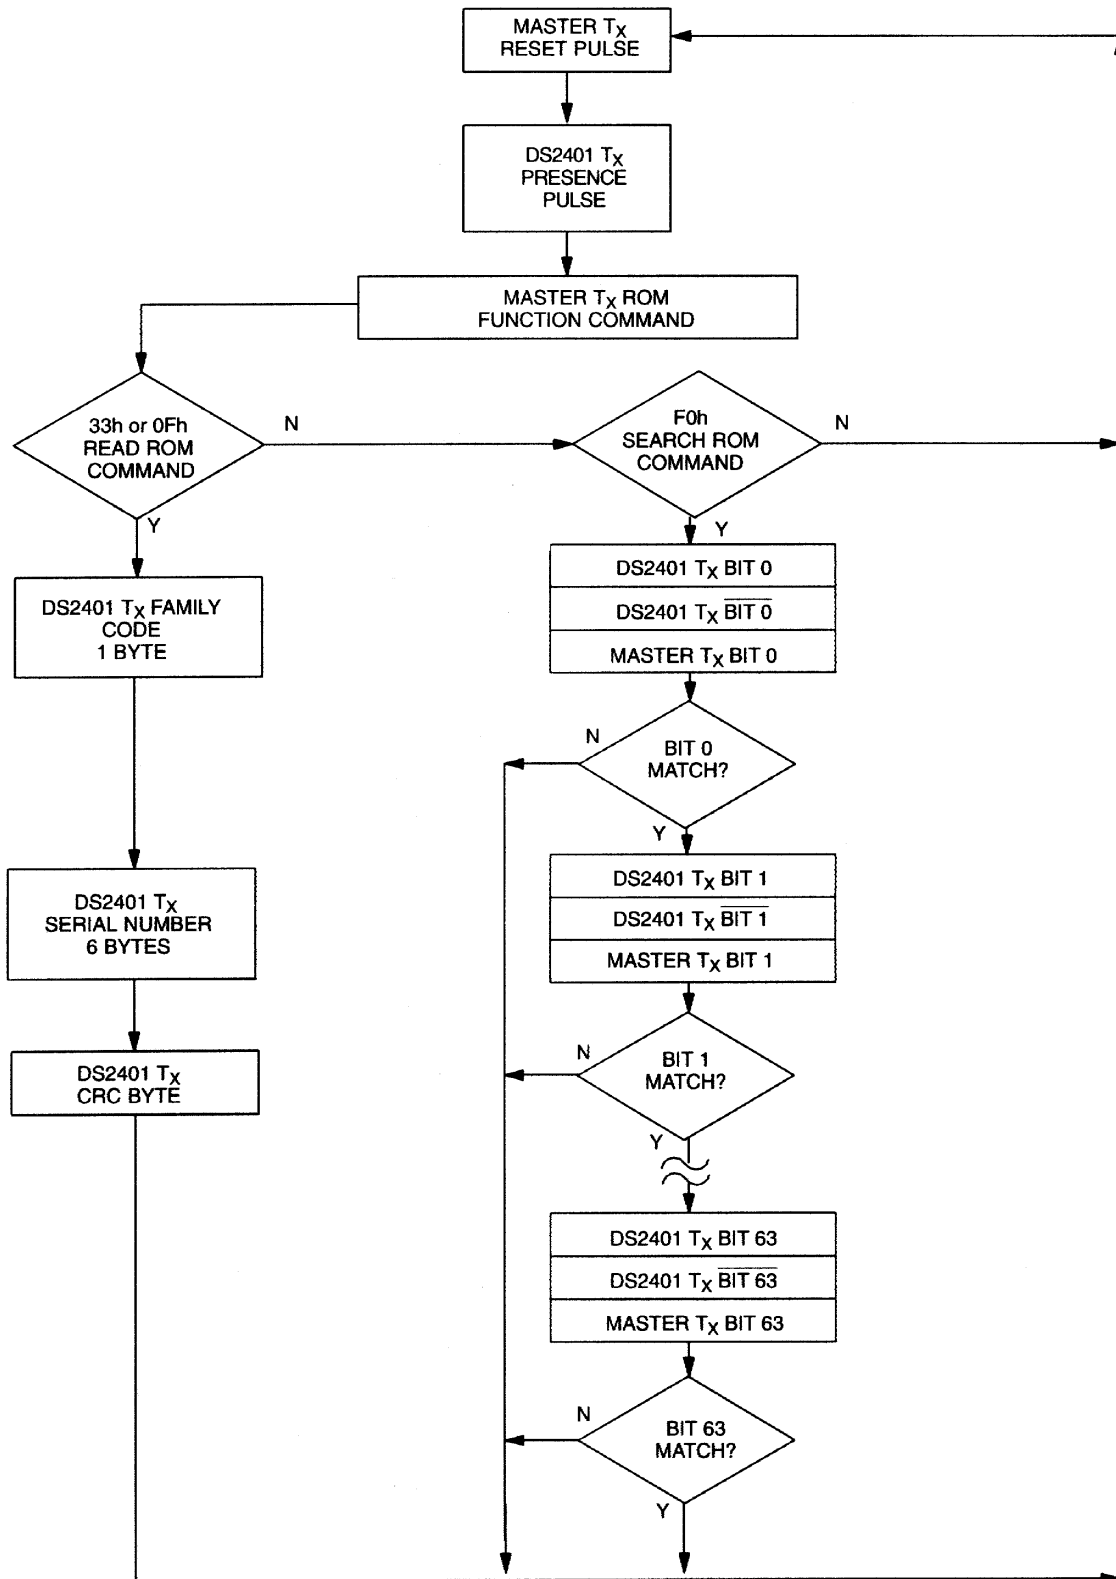 MASTER TX
RESET PULSE
DS2401 TX
PRESENCE
PULSE
MASTER TX ROM
FUNCTION COMMAND
33h or 0Fh
READ ROM
COMMAND
N
Y
F0h
SEARCH ROM
COMMAND
N
Y
DS2401 TX FAMILY
CODE
1 BYTE
DS2401 TX
SERIAL NUMBER
6 BYTES
DS2401 TX
CRC BYTE
DS2401 TX BIT 0
DS2401 TX BIT 0
MASTER TX BIT 0
BIT 0
MATCH?
N
Y
DS2401 TX BIT 1
DS2401 TX BIT 1
MASTER TX BIT 1
BIT 1
MATCH?
N
Y
DS2401 TX BIT 63
DS2401 TX BIT 63
MASTER TX BIT 63
BIT 63
MATCH?
N
Y